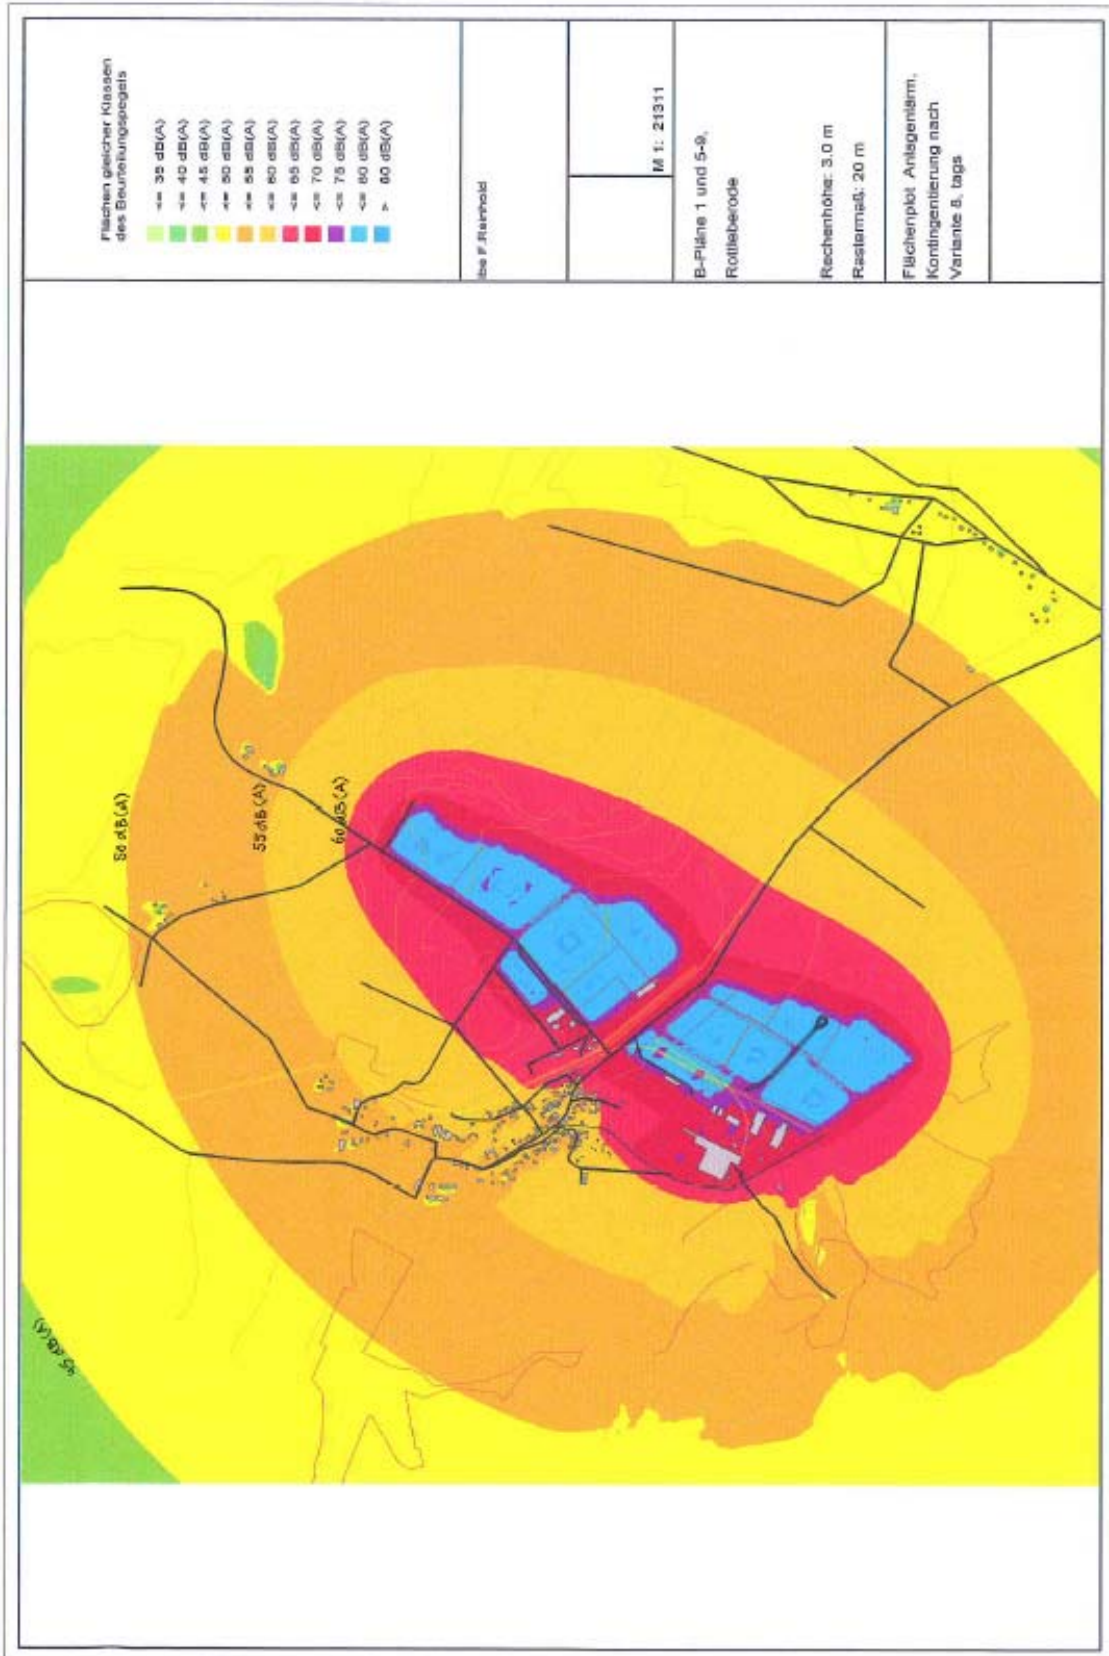 Flächen gleicher Klassen
des Beurteilungspegels
<= 35 dB(A)
<= 40 dB(A)
<= 45 dB(A)
<= 50 dB(A)
<= 55 dB(A)
<= 60 dB(A)
<= 65 dB(A)
<= 70 dB(A)
<= 75 dB(A)
<= 80 dB(A)
> 80 dB(A)
ibe F.Reinhold
M 1: 21311
B-Pläne 1 und 5-9,
Rottleberode
Rechenhöhe: 3.0 m
Rastermaß: 20 m
Flächenplot Anlagenlärm,
Kontingentierung nach
Variante 8, tags
50 dB(A)
55 dB(A)
60 dB(A)
45 dB(A)